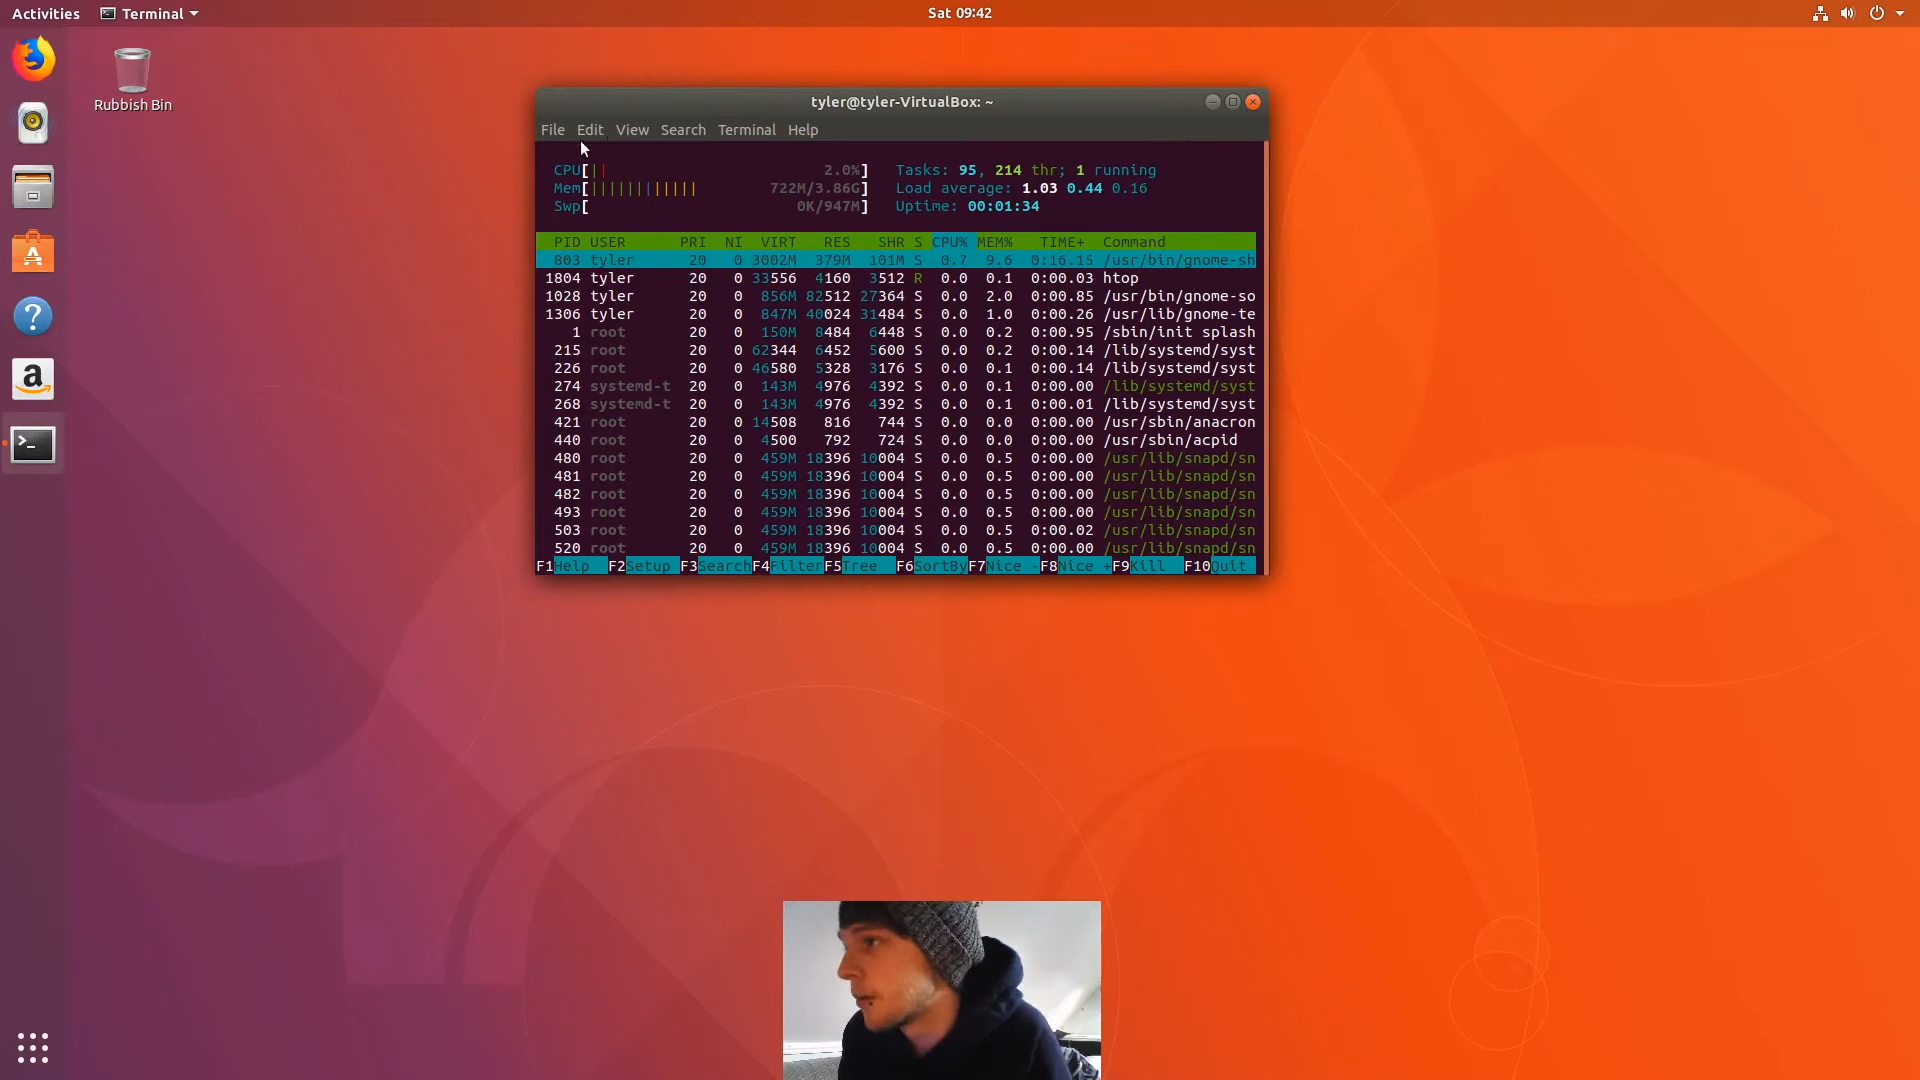 Activities Terminal Sat 09:42
Rubbish Bin
tyler@tyler-VirtualBox: ~
File Edit View Search Terminal Help
CPU[|| 2.0%] Tasks: 95, 214 thr; 1 running
Mem[|||||||||||| 722M/3.86G] Load average: 1.03 0.44 0.16
Swp[ 0K/947M] Uptime: 00:01:34
PID USER PRI NI VIRT RES SHR S CPU% MEM% TIME+ Command
803 tyler 20 0 3002M 379M 101M S 0.7 9.6 0:16.15 /usr/bin/gnome-sh
1804 tyler 20 0 33556 4160 3512 R 0.0 0.1 0:00.03 htop
1028 tyler 20 0 856M 82512 27364 S 0.0 2.0 0:00.85 /usr/bin/gnome-so
1306 tyler 20 0 847M 40024 31484 S 0.0 1.0 0:00.26 /usr/lib/gnome-te
1 root 20 0 150M 8484 6448 S 0.0 0.2 0:00.95 /sbin/init splash
215 root 20 0 62344 6452 5600 S 0.0 0.2 0:00.14 /lib/systemd/syst
226 root 20 0 46580 5328 3176 S 0.0 0.1 0:00.14 /lib/systemd/syst
274 systemd-t 20 0 143M 4976 4392 S 0.0 0.1 0:00.00 /lib/systemd/syst
268 systemd-t 20 0 143M 4976 4392 S 0.0 0.1 0:00.01 /lib/systemd/syst
421 root 20 0 14508 816 744 S 0.0 0.0 0:00.00 /usr/sbin/anacron
440 root 20 0 4500 792 724 S 0.0 0.0 0:00.00 /usr/sbin/acpid
480 root 20 0 459M 18396 10004 S 0.0 0.5 0:00.00 /usr/lib/snapd/sn
481 root 20 0 459M 18396 10004 S 0.0 0.5 0:00.00 /usr/lib/snapd/sn
482 root 20 0 459M 18396 10004 S 0.0 0.5 0:00.00 /usr/lib/snapd/sn
493 root 20 0 459M 18396 10004 S 0.0 0.5 0:00.00 /usr/lib/snapd/sn
503 root 20 0 459M 18396 10004 S 0.0 0.5 0:00.02 /usr/lib/snapd/sn
520 root 20 0 459M 18396 10004 S 0.0 0.5 0:00.00 /usr/lib/snapd/sn
F1Help F2Setup F3SearchF4FilterF5Tree F6SortByF7Nice -F8Nice +F9Kill F10Quit